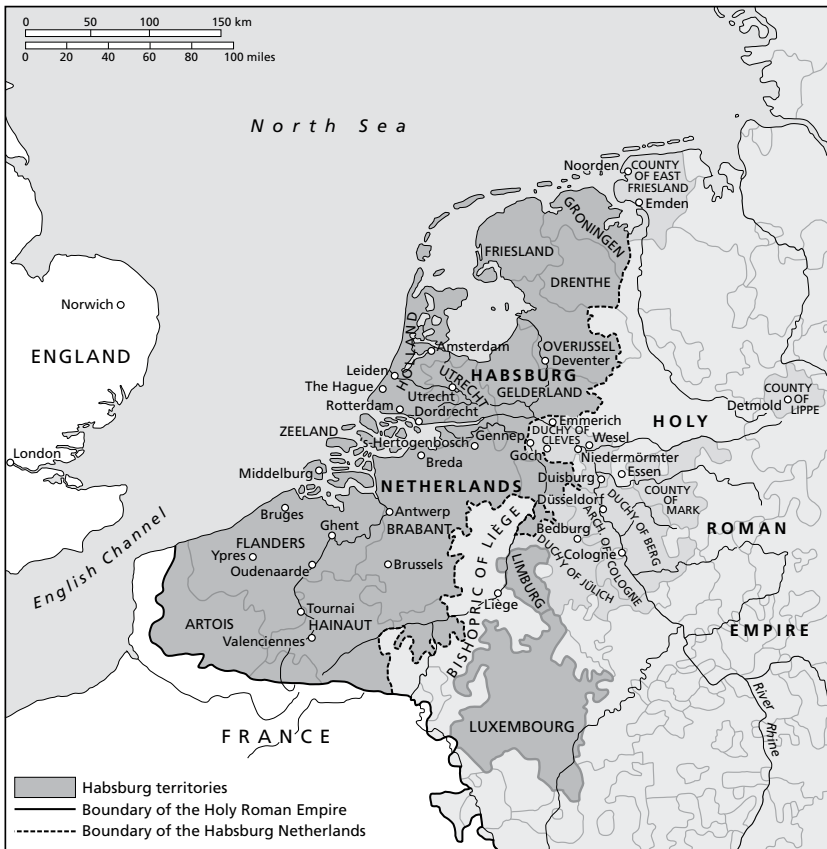 0 50 100 150 km
0 20 40 60 80 100 miles
North Sea
Noorden
COUNTY
OF EAST
FRIESLAND
Emden
GRONINGEN
FRIESLAND
DRENTHE
Norwich
ENGLAND
HOLLAND
Amsterdam
OVERIJSSEL
Deventer
Leiden
UTRECHT
HABSBURG
The Hague
Utrecht
GELDERLAND
COUNTY
OF
LIPPE
Detmold
Rotterdam
Dordrecht
Emmerich
HOLY
ZEELAND
's-Hertogenbosch
Gennep
DUCHY OF
CLEVES
Wesel
London
Breda
Goch
Niedermörmter
Middelburg
Duisburg
Essen
NETHERLANDS
Bruges
Antwerp
Düsseldorf
COUNTY
OF
MARK
Ghent
BRABANT
Bedburg
DUCHY OF BERG
ROMAN
English Channel
FLANDERS
Ypres
Oudenaarde
Brussels
BISHOPRIC OF LIÈGE
LIMBURG
DUCHY OF JÜLICH
ARCH. OF COLOGNE
Cologne
Liège
Tournai
ARTOIS
HAINAUT
Valenciennes
EMPIRE
River
Rhine
LUXEMBOURG
FRANCE
Habsburg territories
Boundary of the Holy Roman Empire
Boundary of the Habsburg Netherlands